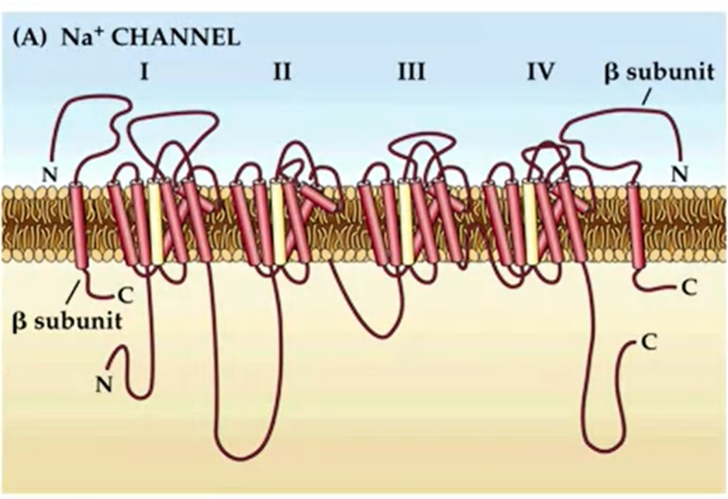 (A) Na⁺ CHANNEL
I II III IV β subunit
N N
C C
β subunit
C
N